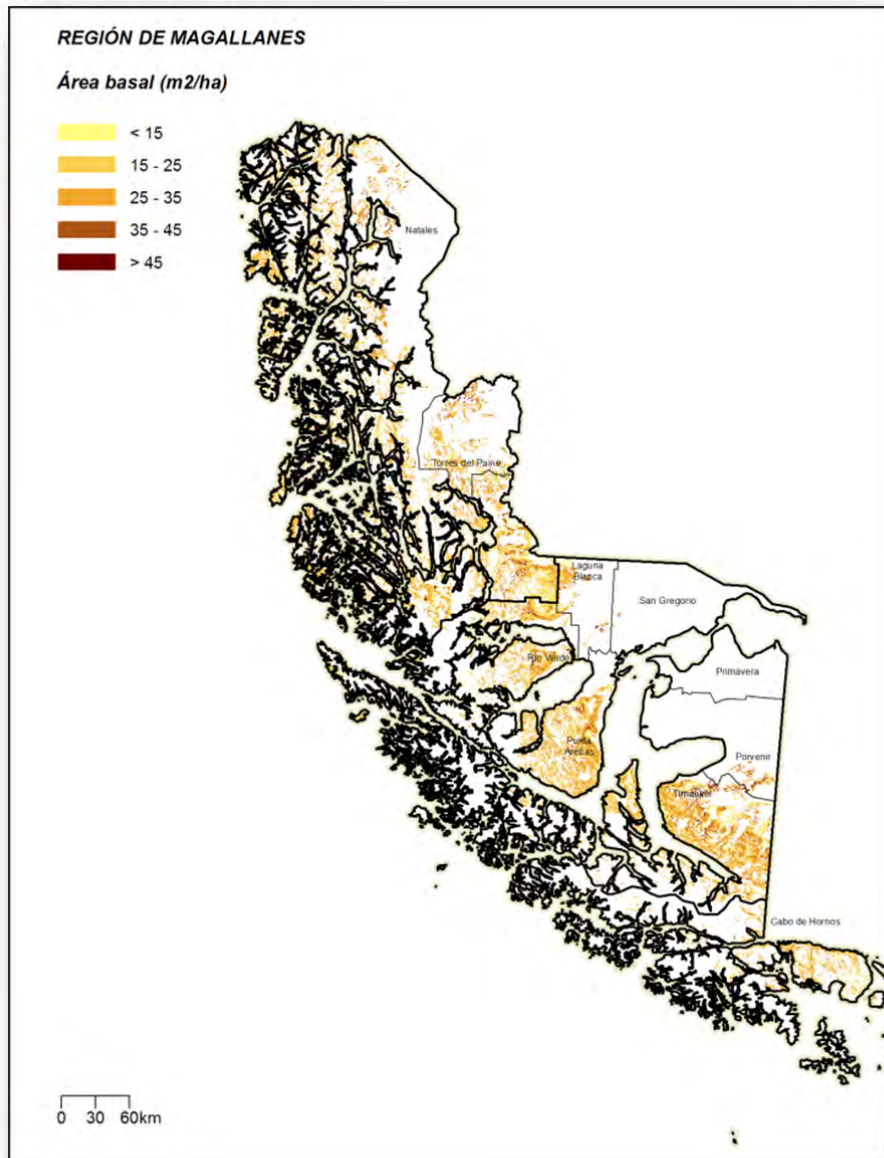 REGIÓN DE MAGALLANES
Área basal (m2/ha)
< 15
15 - 25
25 - 35
35 - 45
> 45
Natales
Torres del Paine
Laguna
Blanca
San Gregorio
Río Verde
Primavera
Punta
Arenas
Porvenir
Timaukel
Cabo de Hornos
0 30 60km